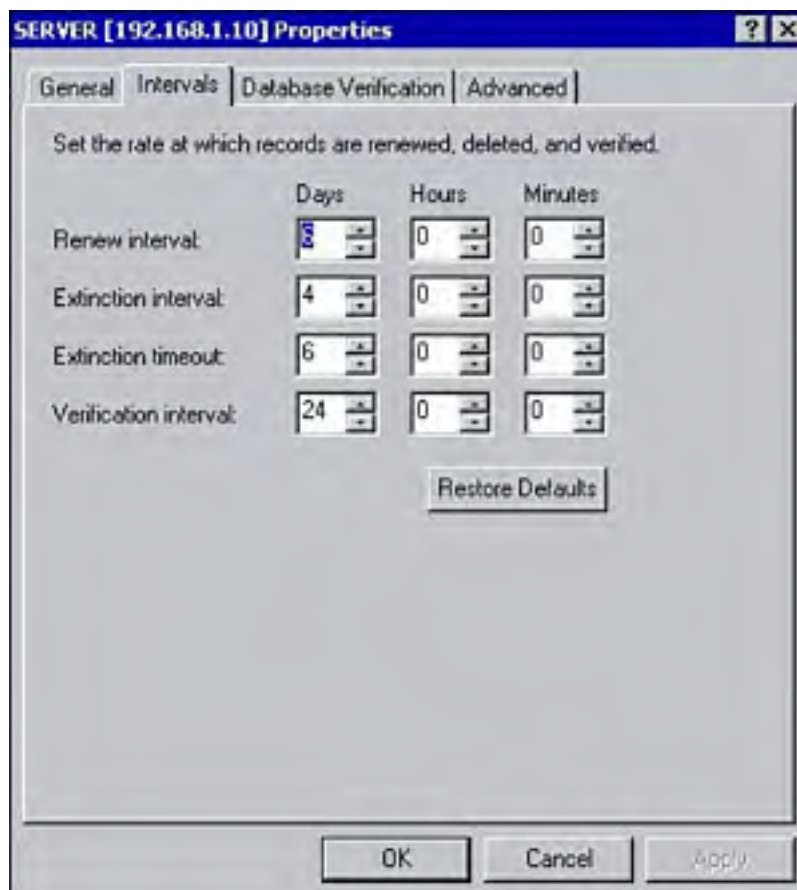 SERVER [192.168.1.10] Properties
General Intervals Database Verification Advanced
Set the rate at which records are renewed, deleted, and verified.
Days Hours Minutes
Renew interval: 6 0 0
Extinction interval: 4 0 0
Extinction timeout: 6 0 0
Verification interval: 24 0 0
Restore Defaults
OK Cancel Apply